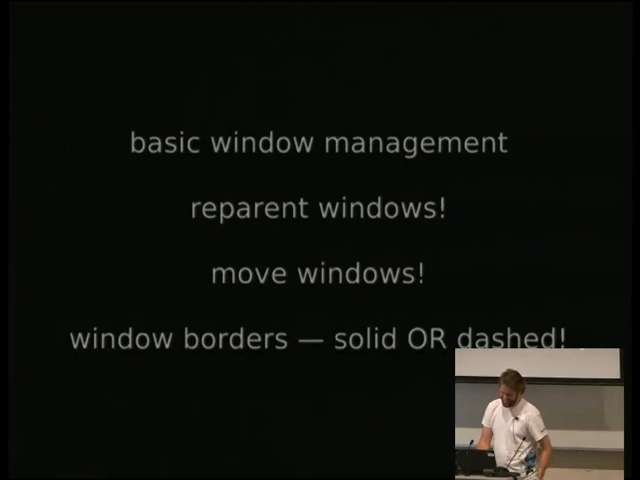 basic window management
reparent windows!
move windows!
window borders — solid OR dashed!